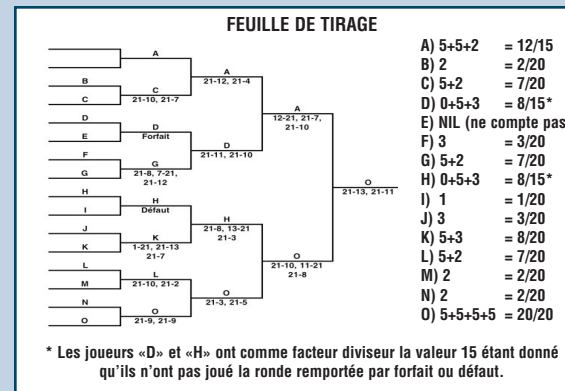 FEUILLE DE TIRAGE
A
B
C
C
21-10, 21-7
A
21-12, 21-4
D
E
D
Forfait
F
G
G
21-8, 7-21,
21-12
D
21-11, 21-10
A
12-21, 21-7,
21-10
H
I
H
Défaut
J
K
K
1-21, 21-13
21-7
H
21-8, 13-21
21-3
L
M
L
21-10, 21-2
N
O
O
21-9, 21-9
O
21-3, 21-5
O
21-10, 11-21
21-8
O
21-13, 21-11
A) 5+5+2 = 12/15
B) 2 = 2/20
C) 5+2 = 7/20
D) 0+5+3 = 8/15*
E) NIL (ne compte pas
F) 3 = 3/20
G) 5+2 = 7/20
H) 0+5+3 = 8/15*
I) 1 = 1/20
J) 3 = 3/20
K) 5+3 = 8/20
L) 5+2 = 7/20
M) 2 = 2/20
N) 2 = 2/20
O) 5+5+5+5 = 20/20
* Les joueurs «D» et «H» ont comme facteur diviseur la valeur 15 étant donné
qu'ils n'ont pas joué la ronde remportée par forfait ou défaut.